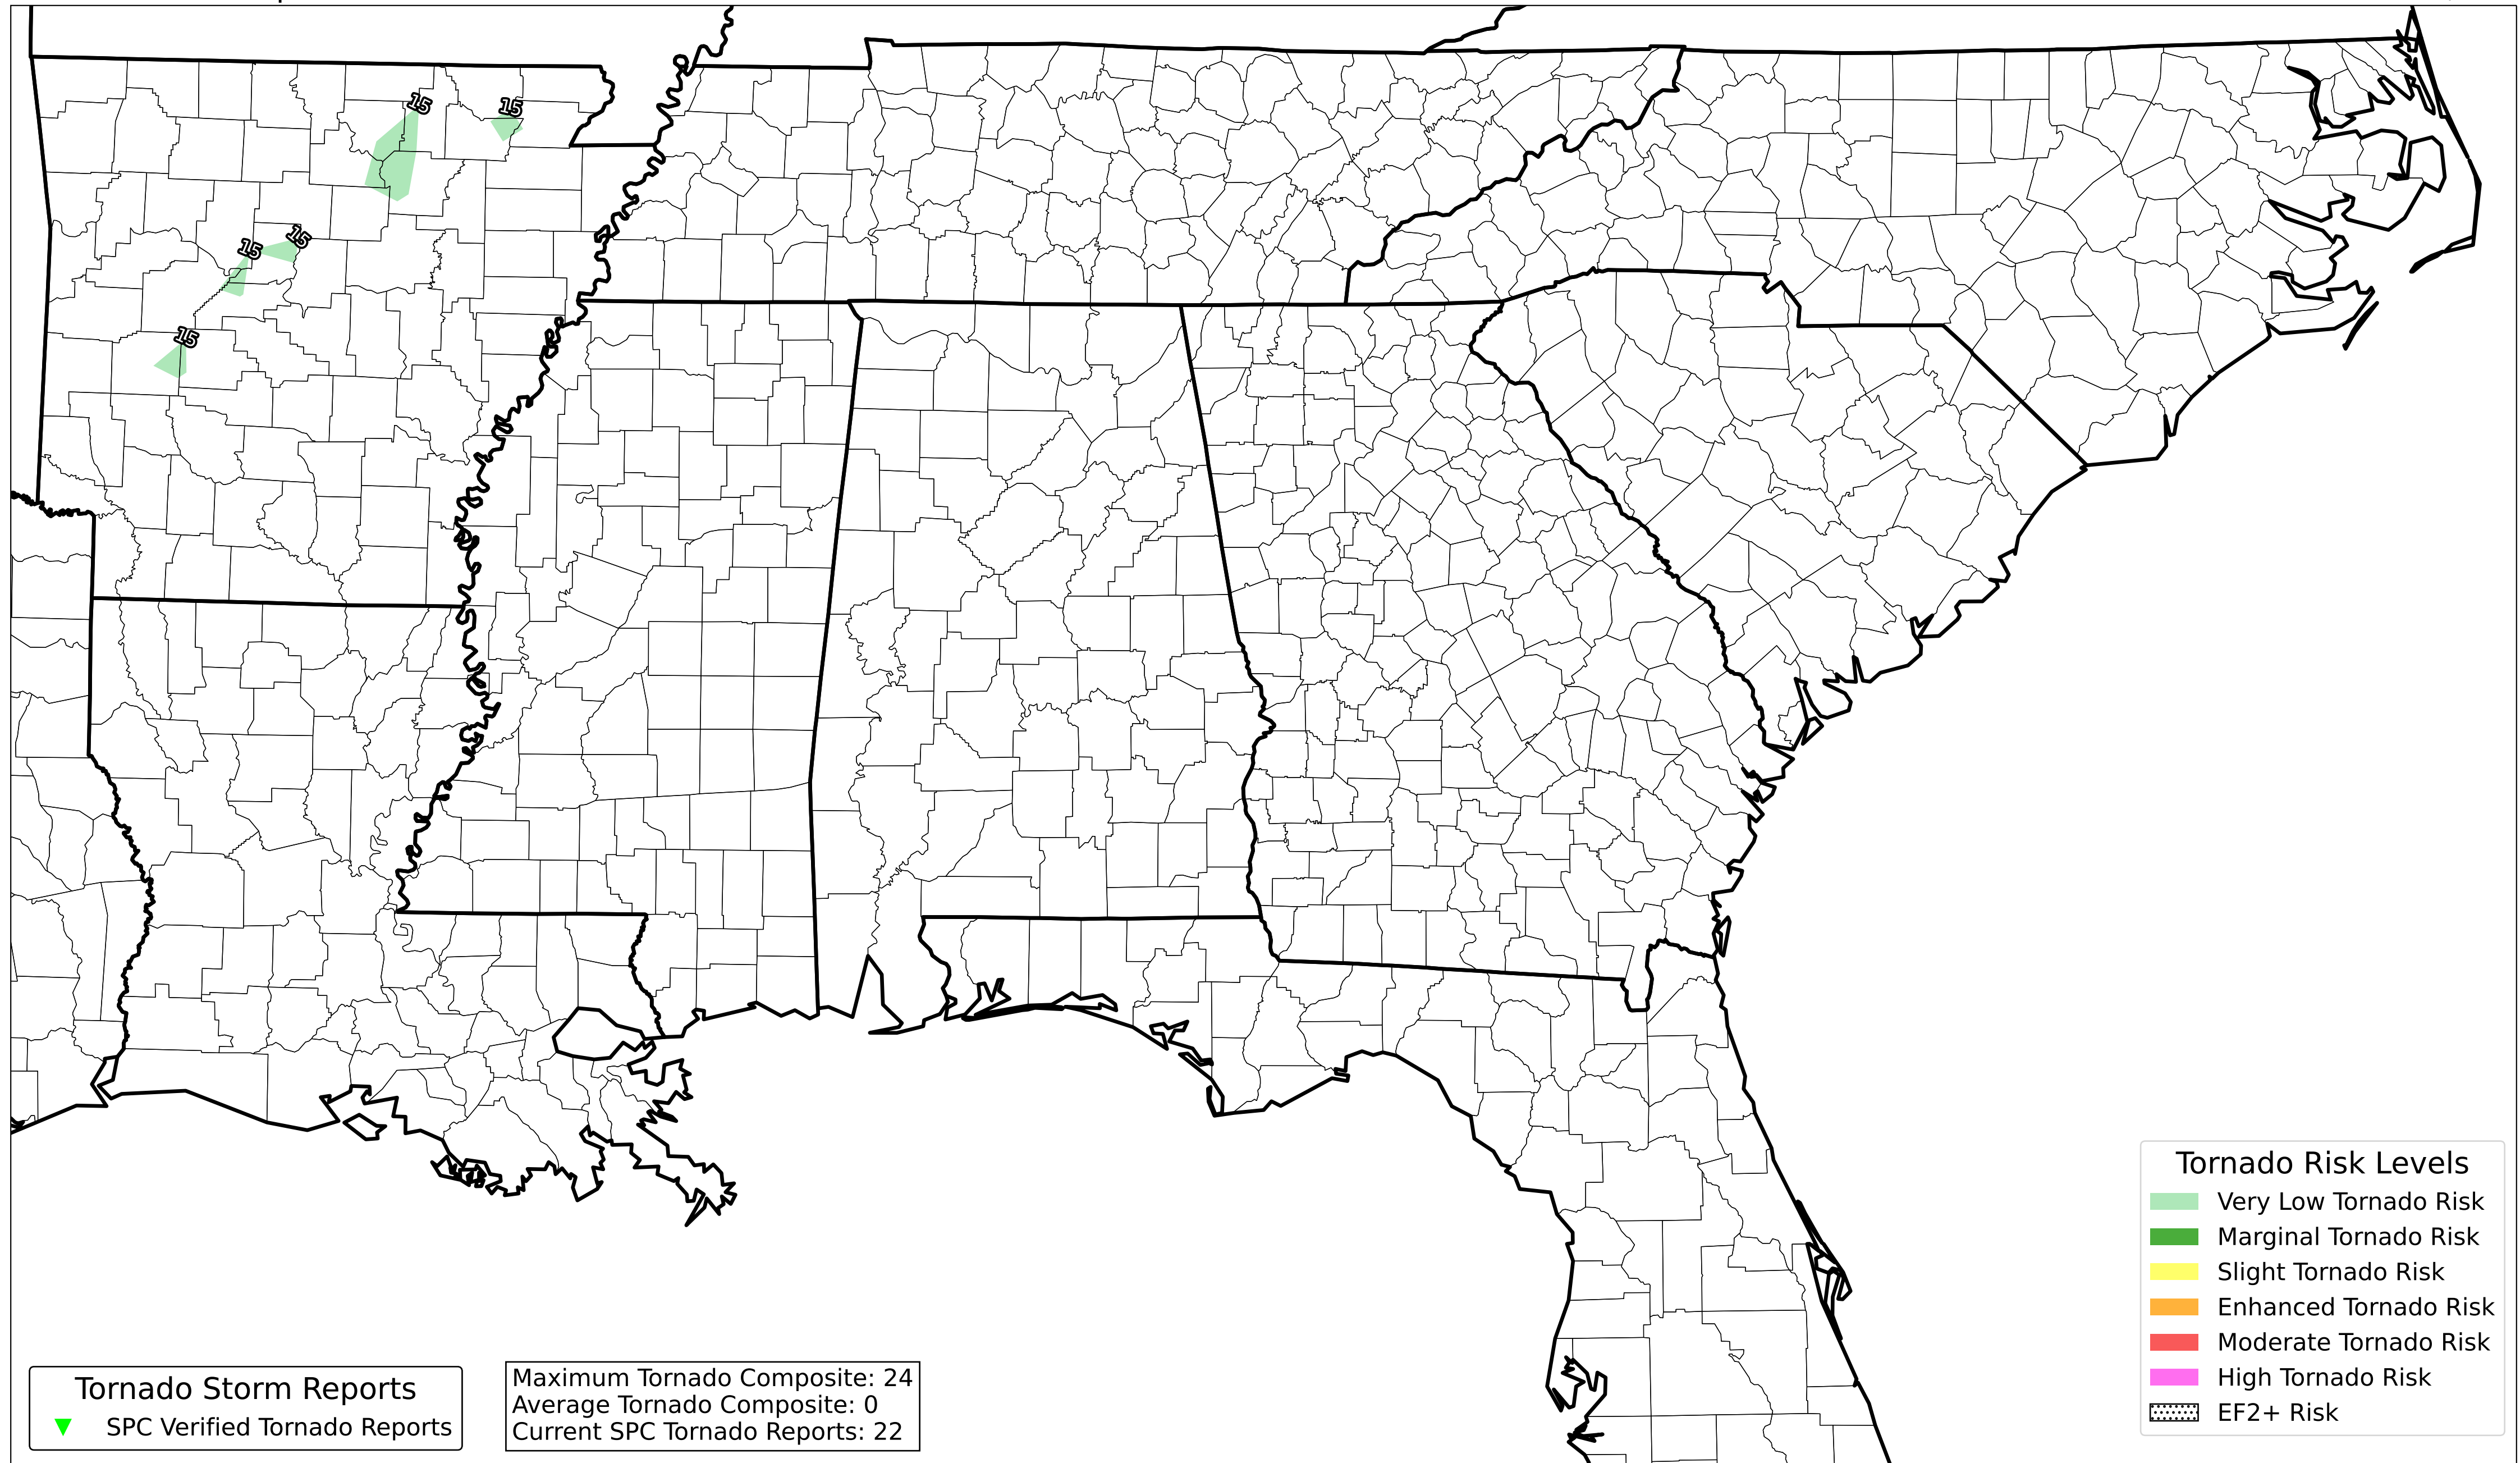 15
15
15
15
15
Tornado Risk Levels
Very Low Tornado Risk
Marginal Tornado Risk
Slight Tornado Risk
Enhanced Tornado Risk
Moderate Tornado Risk
High Tornado Risk
EF2+ Risk
Tornado Storm Reports
SPC Verified Tornado Reports
Maximum Tornado Composite: 24
Average Tornado Composite: 0
Current SPC Tornado Reports: 22